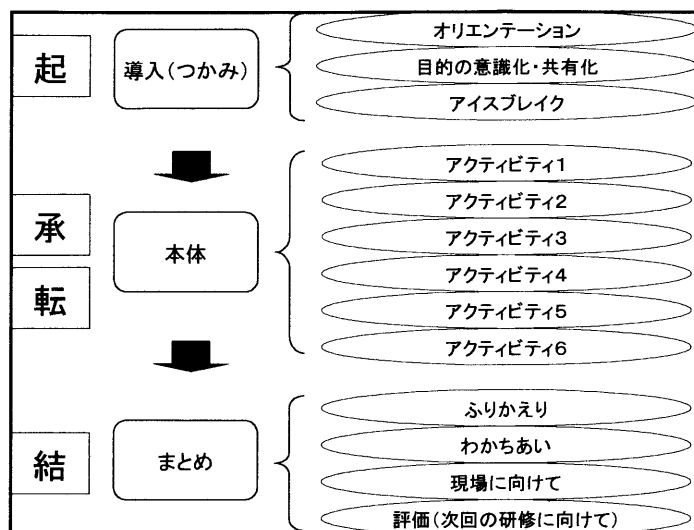 起
導入(つかみ)
オリエンテーション
目的の意識化・共有化
アイスブレイク
承
転
本体
アクティビティ1
アクティビティ2
アクティビティ3
アクティビティ4
アクティビティ5
アクティビティ6
結
まとめ
ふりかえり
わかちあい
現場に向けて
評価(次回の研修に向けて)